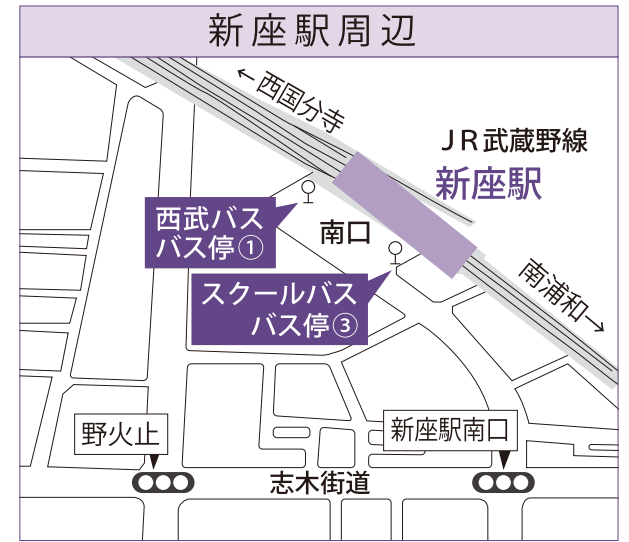 新座駅周辺
←西国分寺
JR武蔵野線
新座駅
西武バス
バス停①
南口
スクールバス
バス停③
南浦和→
野火止
新座駅南口
志木街道